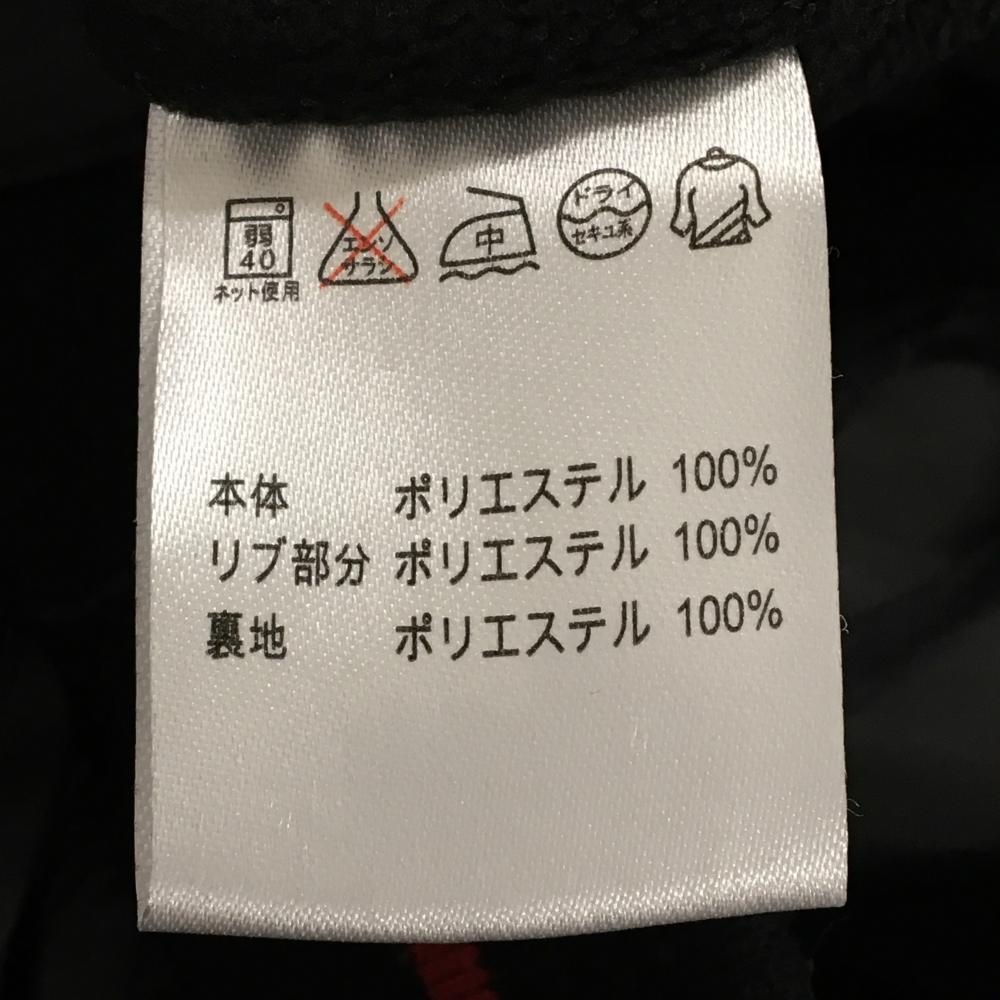 弱
40
ネット使用
エンソ
サラシ
中
ドライ
セキユ系
本体 ポリエステル 100%
リブ部分 ポリエステル 100%
裏地 ポリエステル 100%